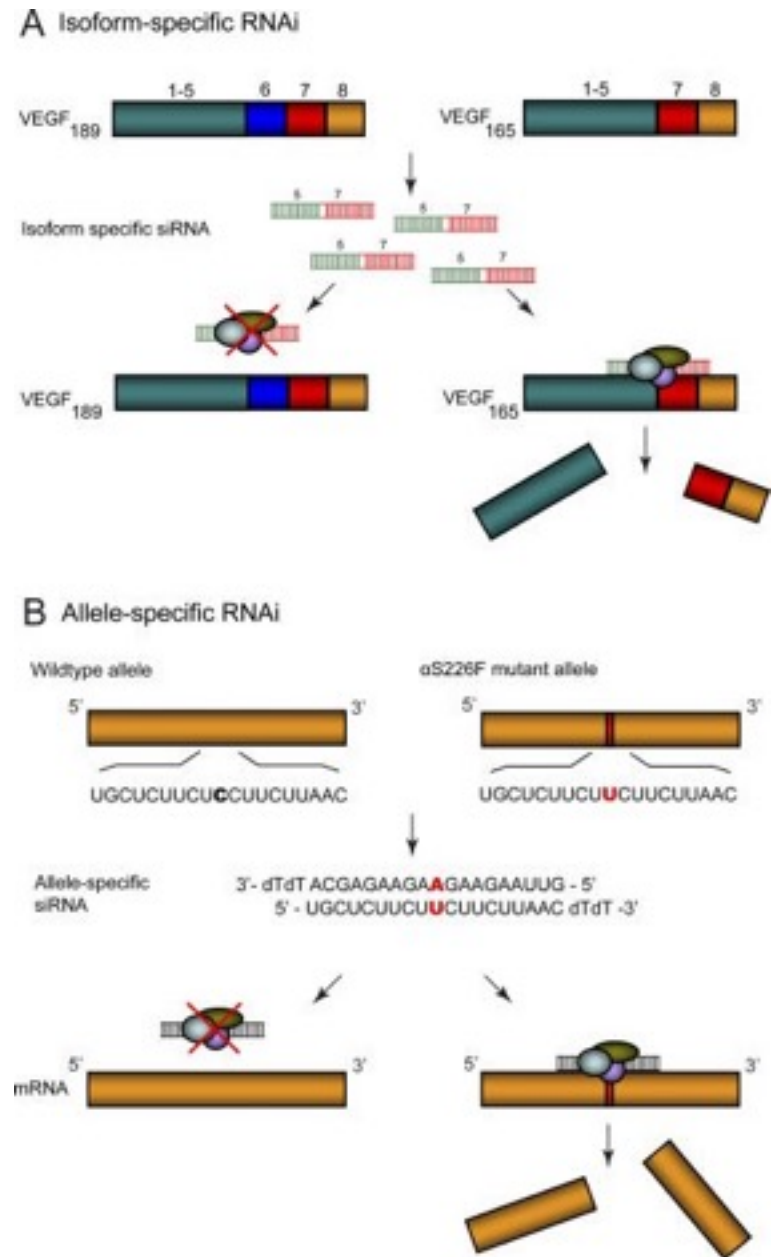 A Isoform-specific RNAi
1-5 6 7 8
VEGF189
1-5 7 8
VEGF165
5 7
5 7
Isoform specific siRNA
5 7
5 7
VEGF189
VEGF165
B Allele-specific RNAi
Wildtype allele
αS226F mutant allele
5' 3'
5' 3'
UGCUCUUCUCCUUCUUAAC
UGCUCUUCUUCUUCUUAAC
Allele-specific
siRNA
3'- dTdT ACGAGAAGAAGAAGAAUUG - 5'
5'- UGCUCUUCUUCUUCUUAAC dTdT -3'
5' 3'
mRNA
5' 3'